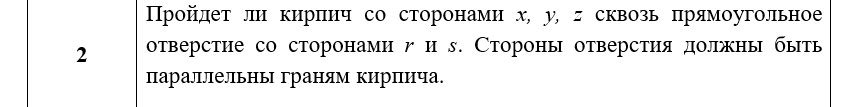 2
Пройдет ли кирпич со сторонами x, y, z сквозь прямоугольное
отверстие со сторонами r и s. Стороны отверстия должны быть
параллельны граням кирпича.